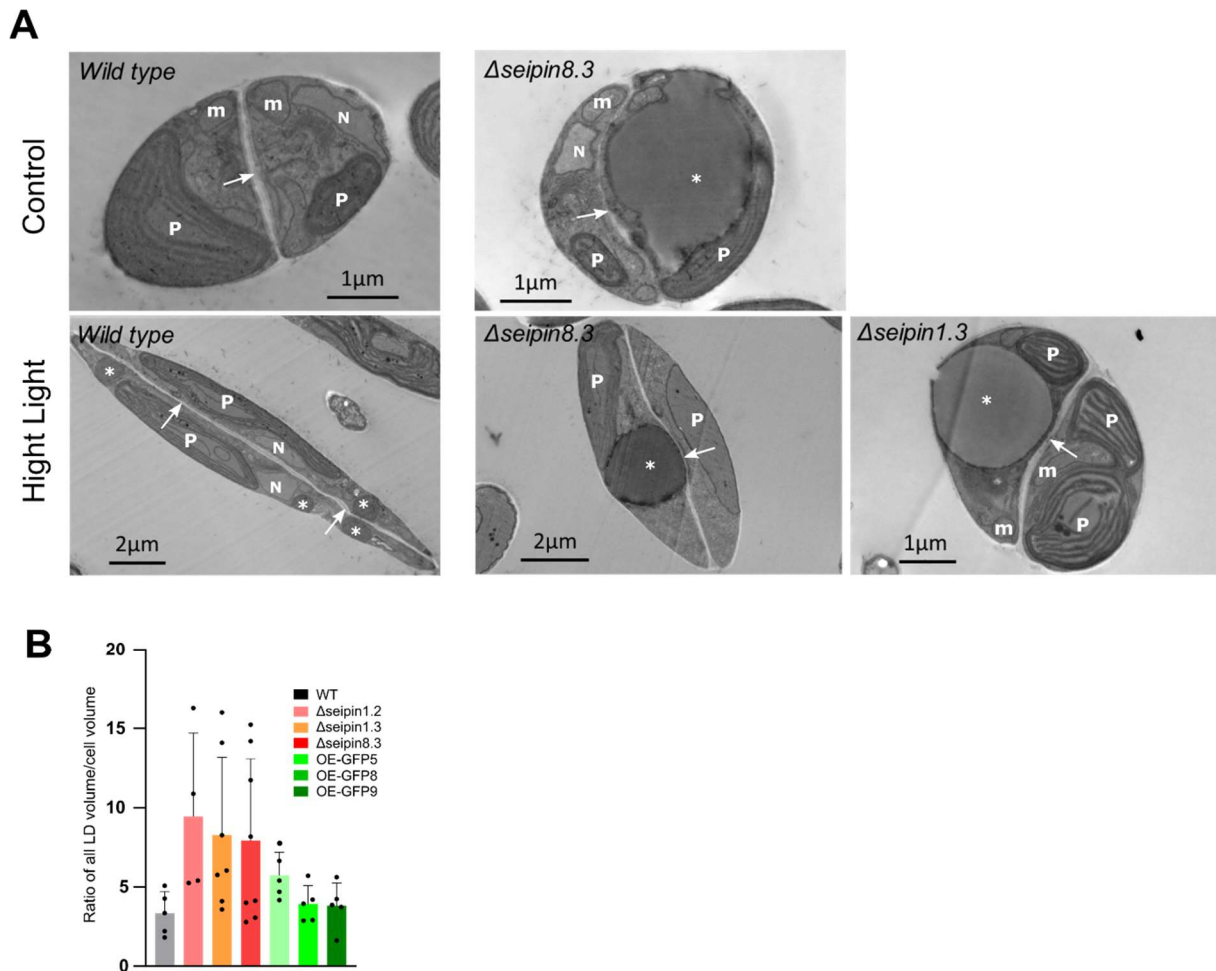 A
Control
Wild type
m
m
N
P
P
1μm
Δseipin8.3
m
N
*
P
P
1μm
Hight Light
Wild type
*
P
P
N
N
*
*
*
2μm
Δseipin8.3
P
P
*
2μm
Δseipin1.3
P
*
P
m
P
m
1μm
B
Ratio of all LD volume/cell volume
20
15
10
5
0
WT
Δseipin1.2
Δseipin1.3
Δseipin8.3
OE-GFP5
OE-GFP8
OE-GFP9